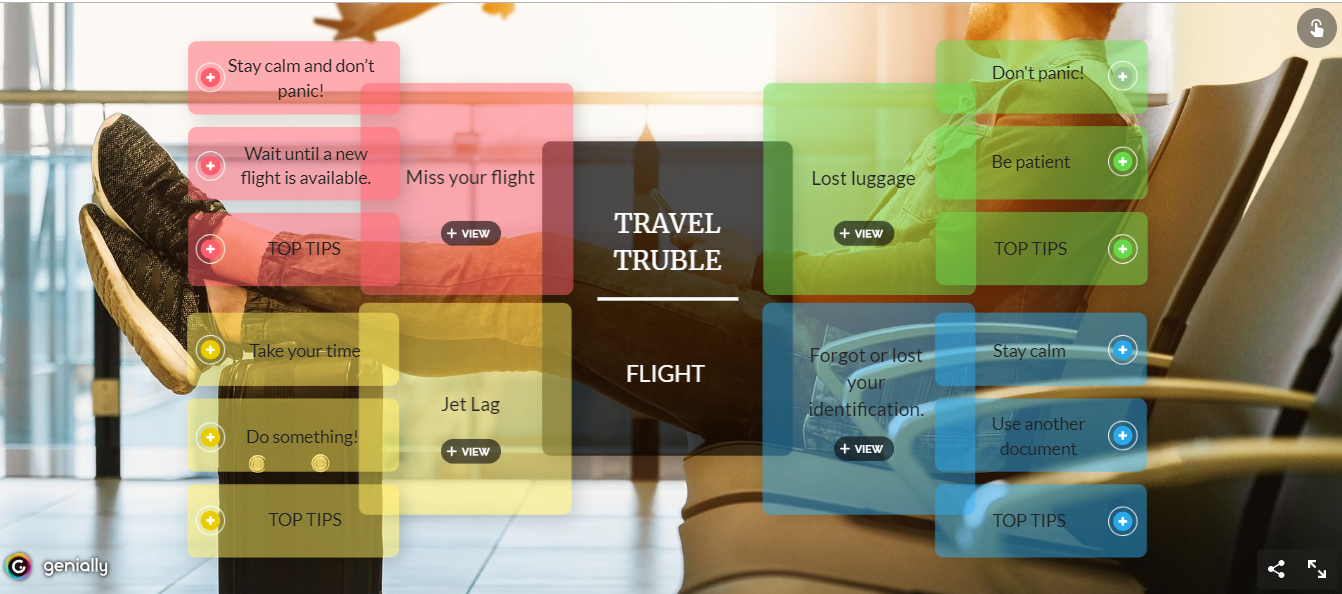 Stay calm and don't
panic!
Wait until a new
flight is available.
TOP TIPS
Miss your flight
+ VIEW
Take your time
Do something!
TOP TIPS
Jet Lag
+ VIEW
TRAVEL
TRUBLE
FLIGHT
Lost luggage
+ VIEW
Don't panic!
Be patient
TOP TIPS
Forgot or lost
your
identification.
+ VIEW
Stay calm
Use another
document
TOP TIPS
genially